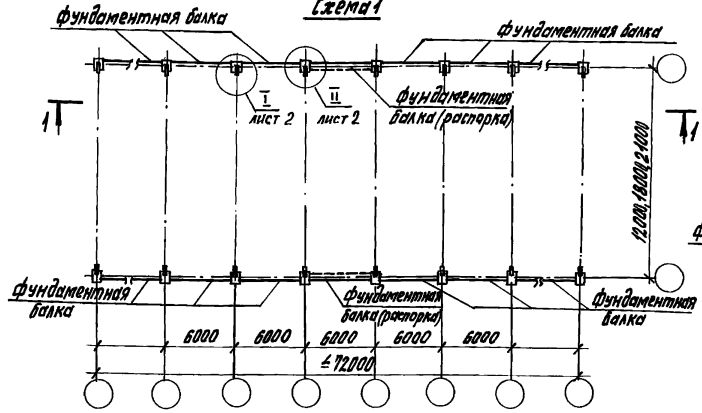 Схема 1
фундаментная балка
фундаментная балка
I
лист 2
II
лист 2
фундаментная
балка (распорка)
1
1
12000, 18000, 24000
ф
фундаментная
балка
фундаментная
балка (распорка)
фундаментная
балка
6000
6000
6000
6000
6000
≤72000